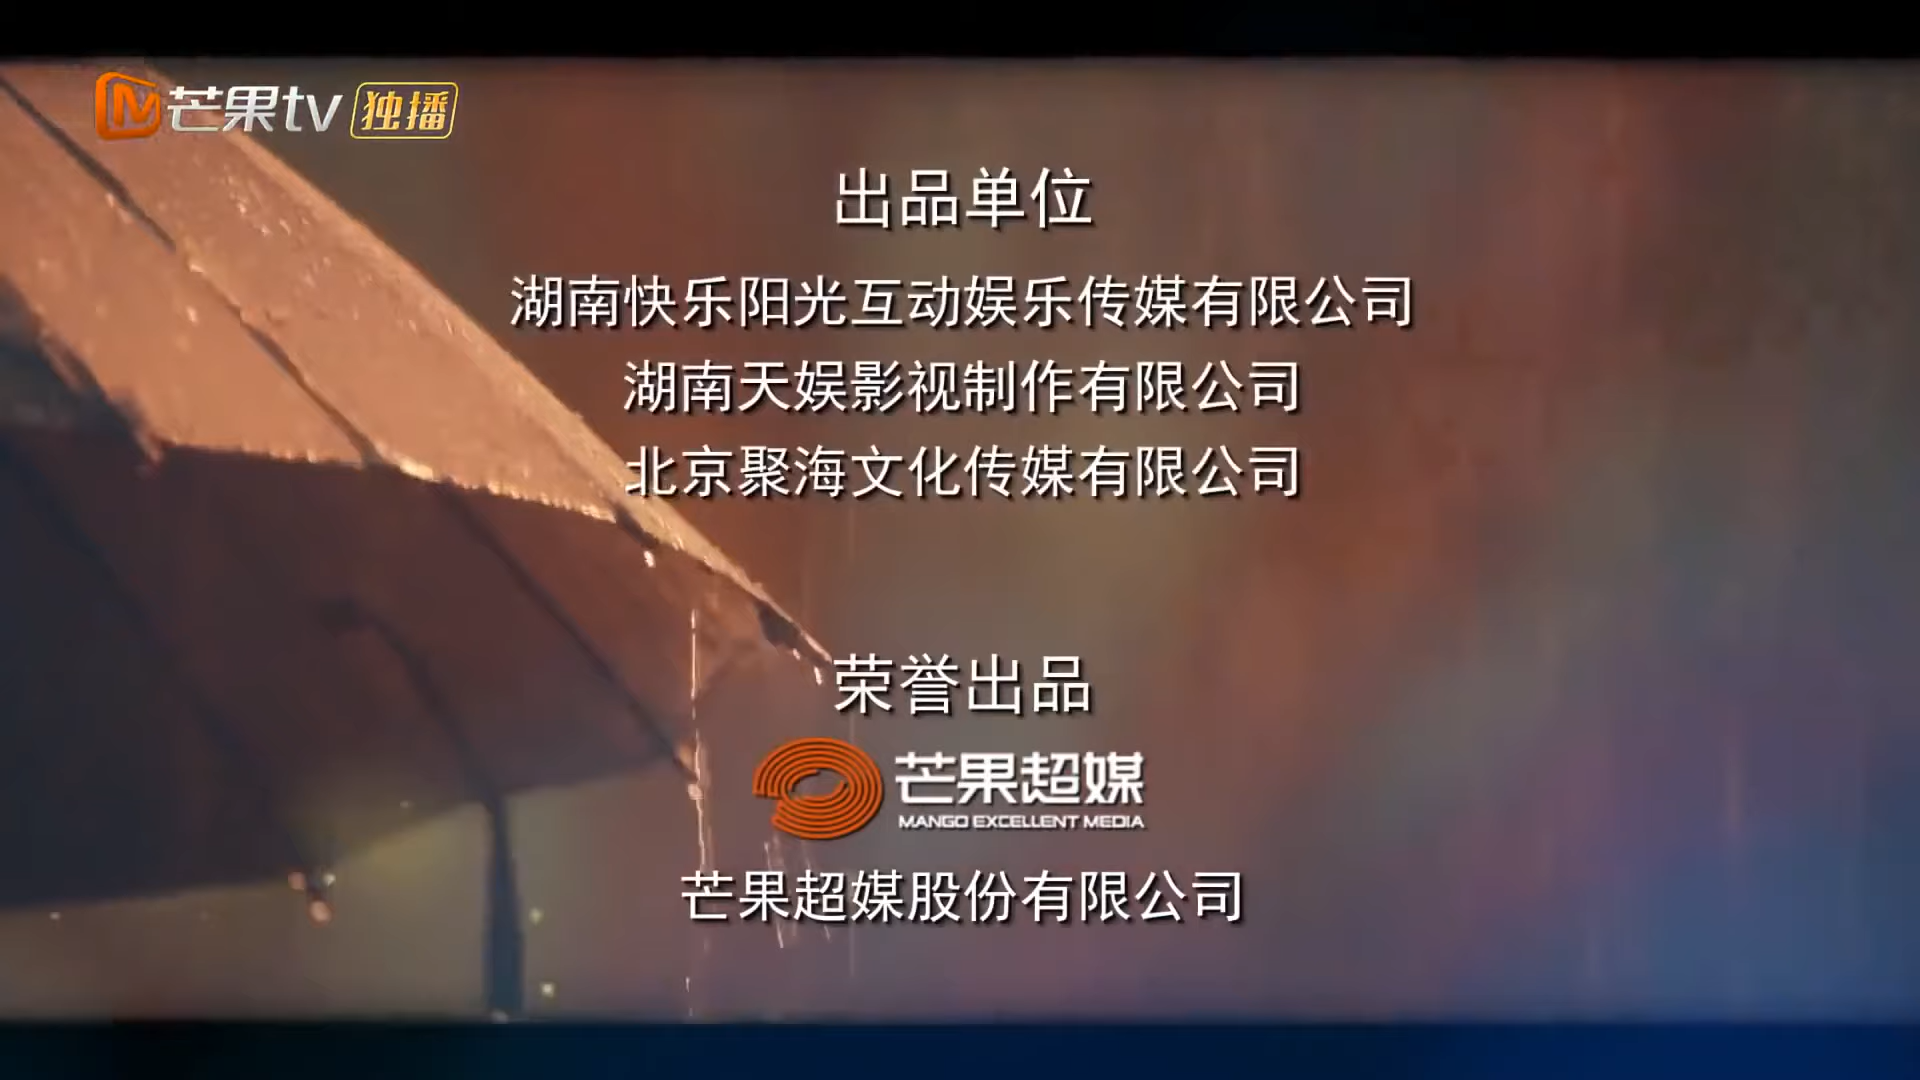 芒果tv 独播
出品单位
湖南快乐阳光互动娱乐传媒有限公司
湖南天娱影视制作有限公司
北京聚海文化传媒有限公司
荣誉出品
芒果超媒
MANGO EXCELLENT MEDIA
芒果超媒股份有限公司